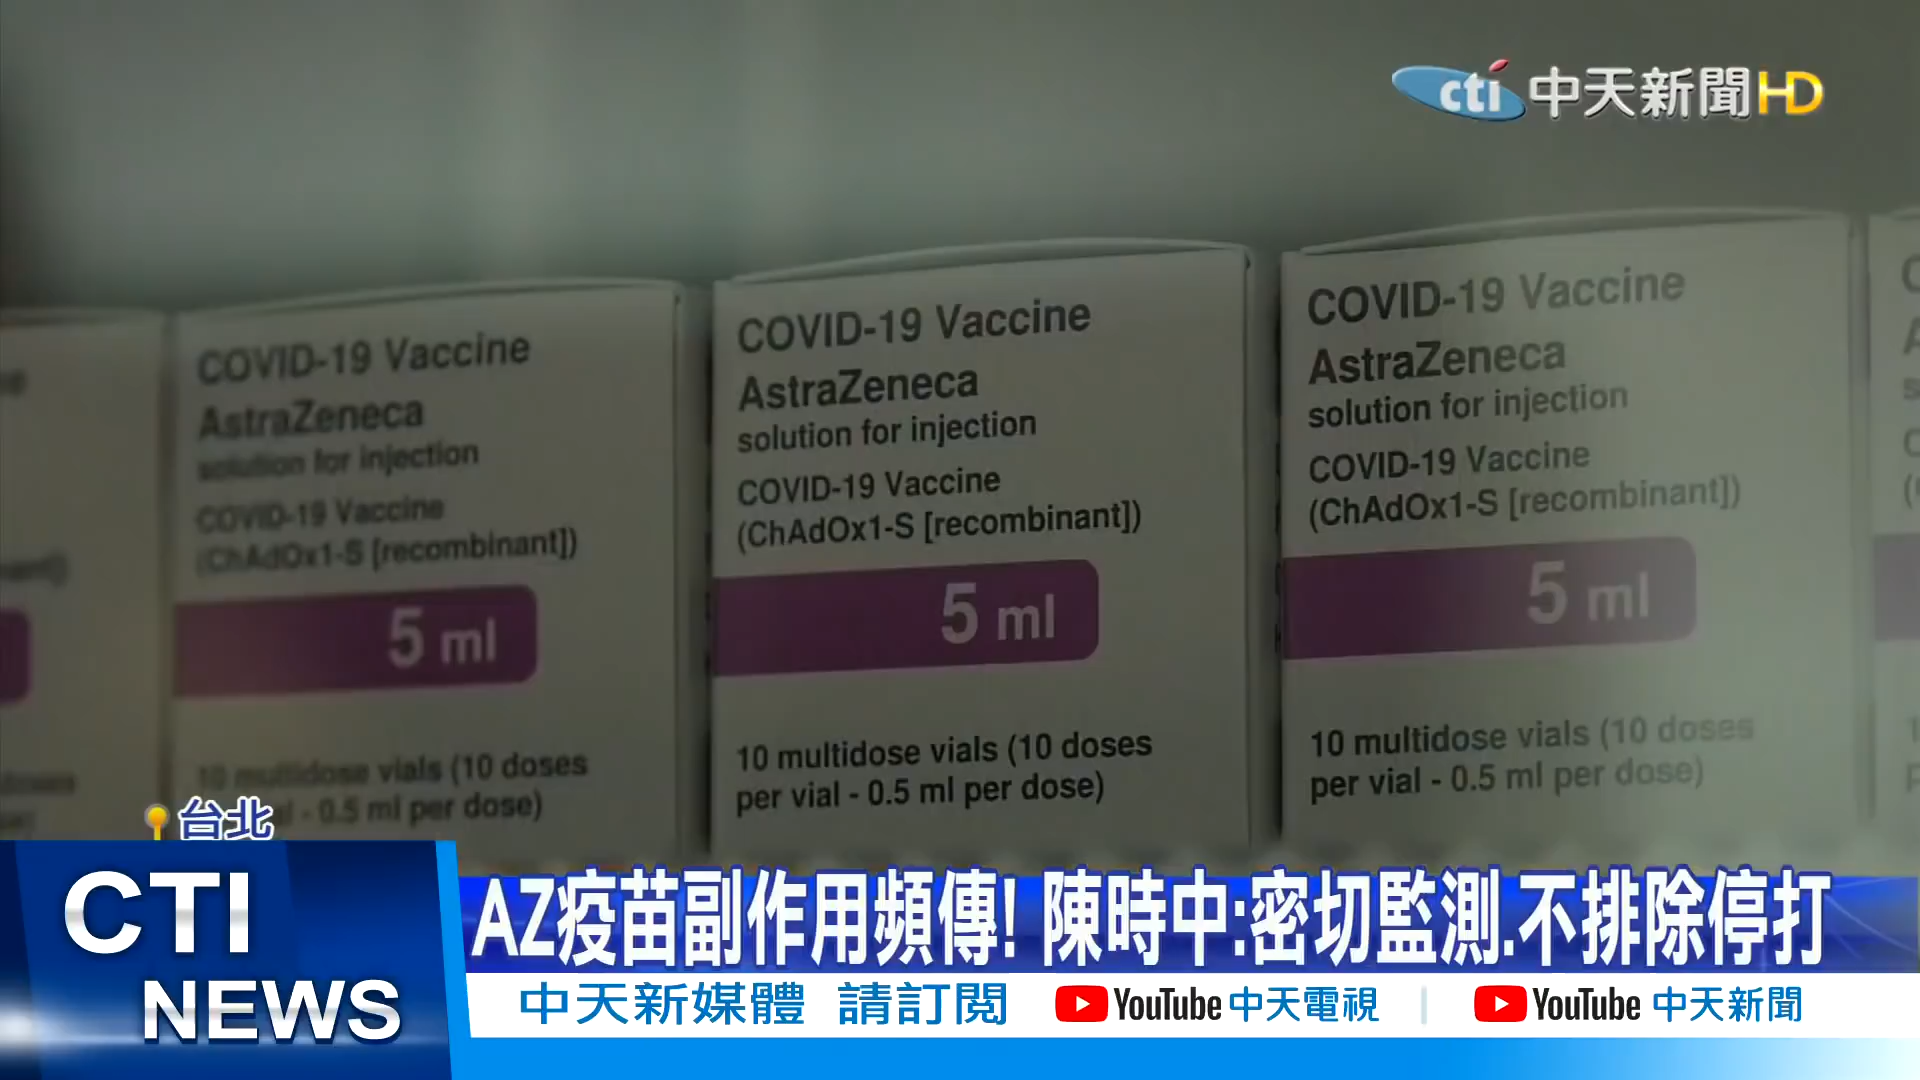 cti 中天新聞HD
COVID-19 Vaccine
AstraZeneca
solution for injection
COVID-19 Vaccine
(ChAdOx1-S [recombinant])
5 ml
10 multidose vials (10 doses
- 0.5 ml per dose)
COVID-19 Vaccine
AstraZeneca
solution for injection
COVID-19 Vaccine
(ChAdOx1-S [recombinant])
5 ml
10 multidose vials (10 doses
per vial - 0.5 ml per dose)
COVID-19 Vaccine
AstraZeneca
solution for injection
COVID-19 Vaccine
(ChAdOx1-S [recombinant])
5 ml
10 multidose vials (10 doses
per vial - 0.5 ml per dose)
台北
CTI
NEWS
AZ疫苗副作用頻傳! 陳時中:密切監測.不排除停打
中天新媒體 請訂閱 YouTube 中天電視 | YouTube 中天新聞